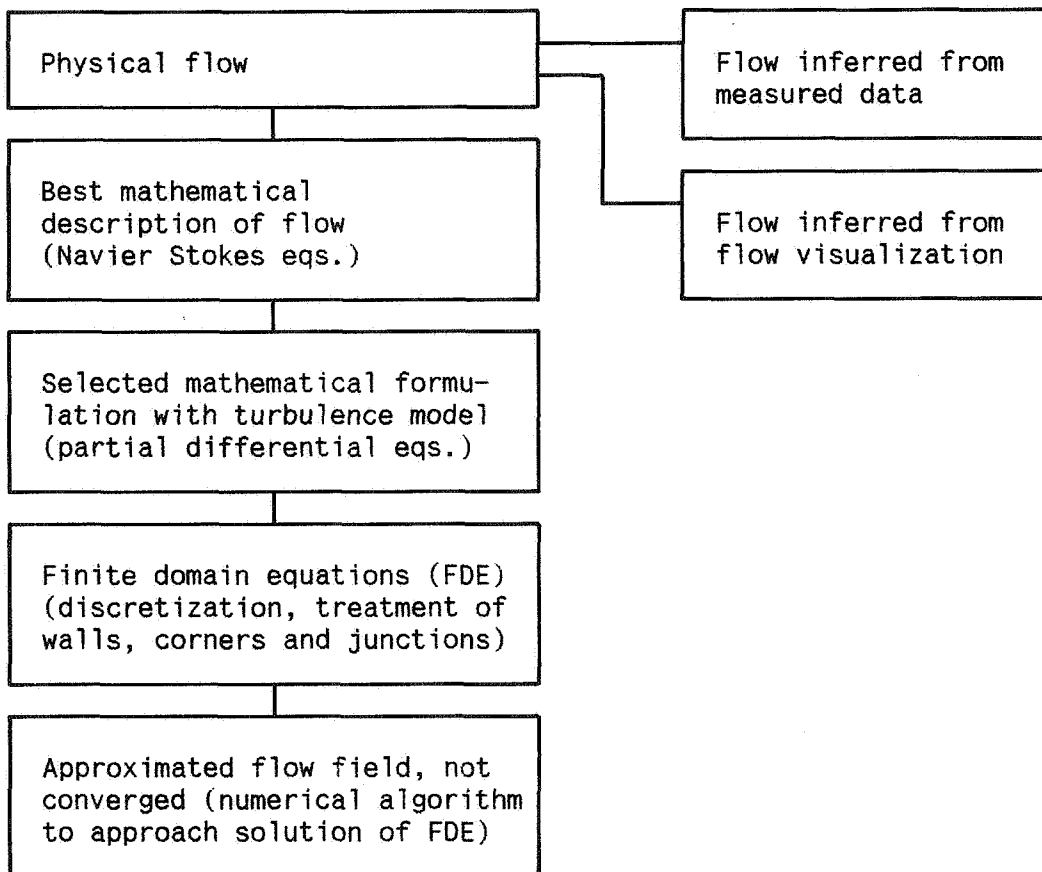 Physical flow
Flow inferred from
measured data
Best mathematical
description of flow
(Navier Stokes eqs.)
Flow inferred from
flow visualization
Selected mathematical formu-
lation with turbulence model
(partial differential eqs.)
Finite domain equations (FDE)
(discretization, treatment of
walls, corners and junctions)
Approximated flow field, not
converged (numerical algorithm
to approach solution of FDE)